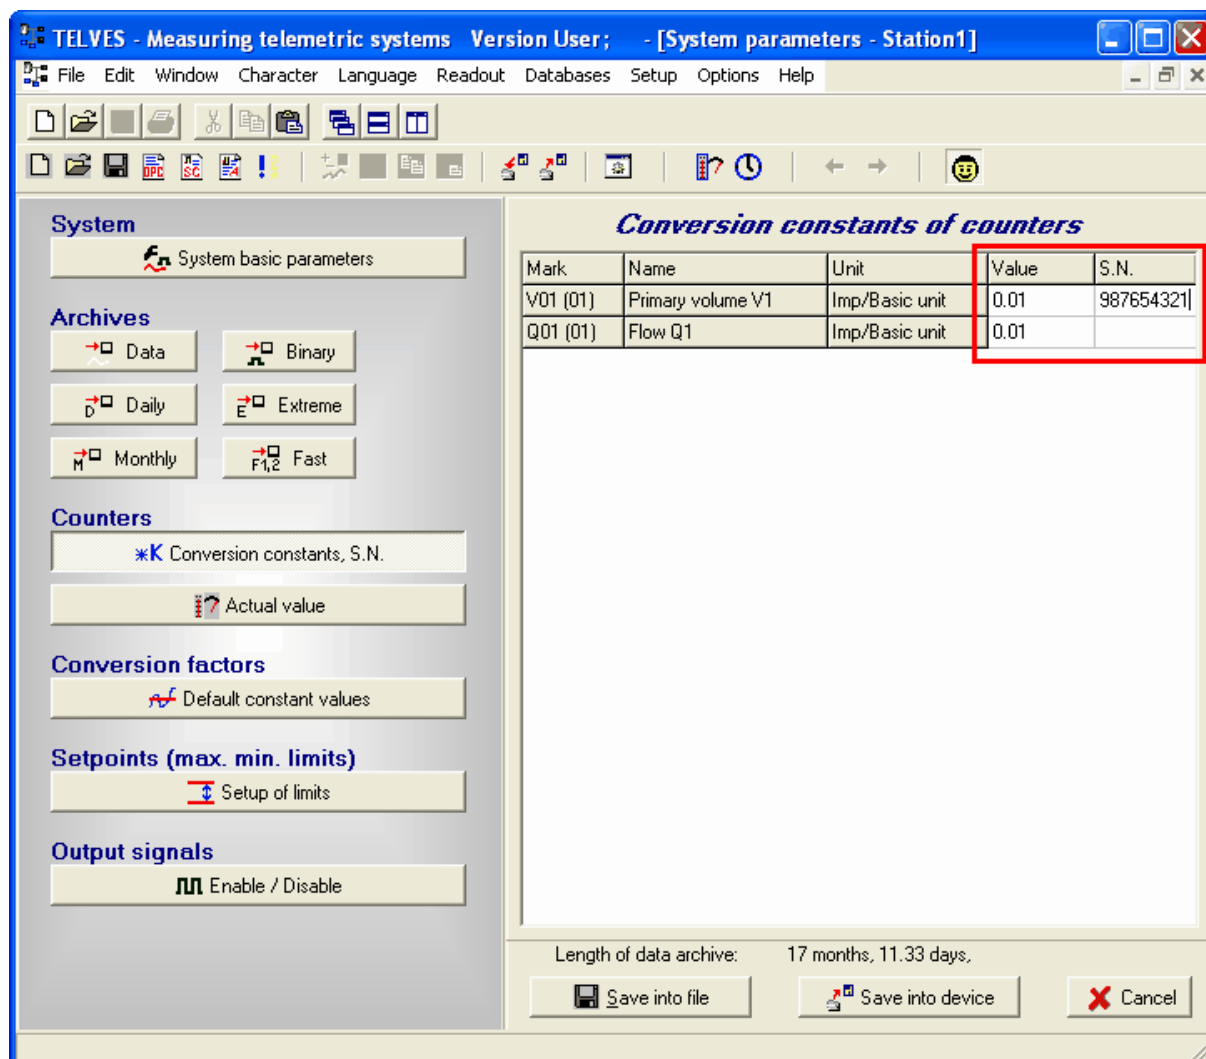 TELVES - Measuring telemetric systems   Version User;     - [System parameters - Station1]
File Edit Window Character Language Readout Databases Setup Options Help
System
System basic parameters
Archives
Data Binary
D Daily E Extreme
M Monthly F1,2 Fast
Counters
*K Conversion constants, S.N.
Actual value
Conversion factors
Default constant values
Setpoints (max. min. limits)
Setup of limits
Output signals
Enable / Disable
Conversion constants of counters
Mark Name Unit Value S.N.
V01 (01) Primary volume V1 Imp/Basic unit 0.01 987654321
Q01 (01) Flow Q1 Imp/Basic unit 0.01
Length of data archive: 17 months, 11.33 days,
Save into file Save into device Cancel